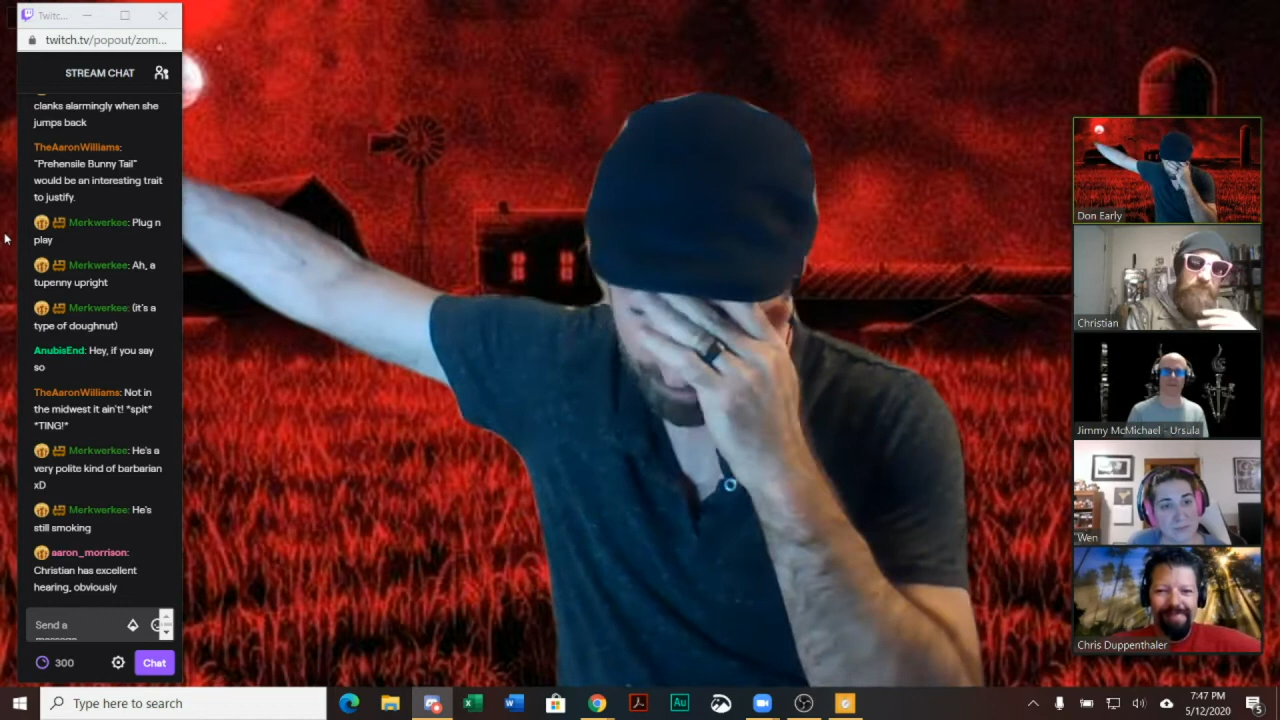 Twitc...
twitch.tv/popout/zom...
STREAM CHAT
clanks alarmingly when she
jumps back
TheAaronWilliams:
"Prehensile Bunny Tail"
would be an interesting trait
to justify.
Merkwerkee: Plug n
play
Merkwerkee: Ah, a
tupenny upright
Merkwerkee: (it's a
type of doughnut)
AnubisEnd: Hey, if you say
so
TheAaronWilliams: Not in
the midwest it ain't! *spit*
*TING!*
Merkwerkee: He's a
very polite kind of barbarian
xD
Merkwerkee: He's
still smoking
aaron_morrison:
Christian has excellent
hearing, obviously
Send a
300
Chat
Don Early
Christian
Jimmy McMichael - Ursula
Wen
Chris Duppenthaler
Type here to search
Au
7:47 PM
5/12/2020
5